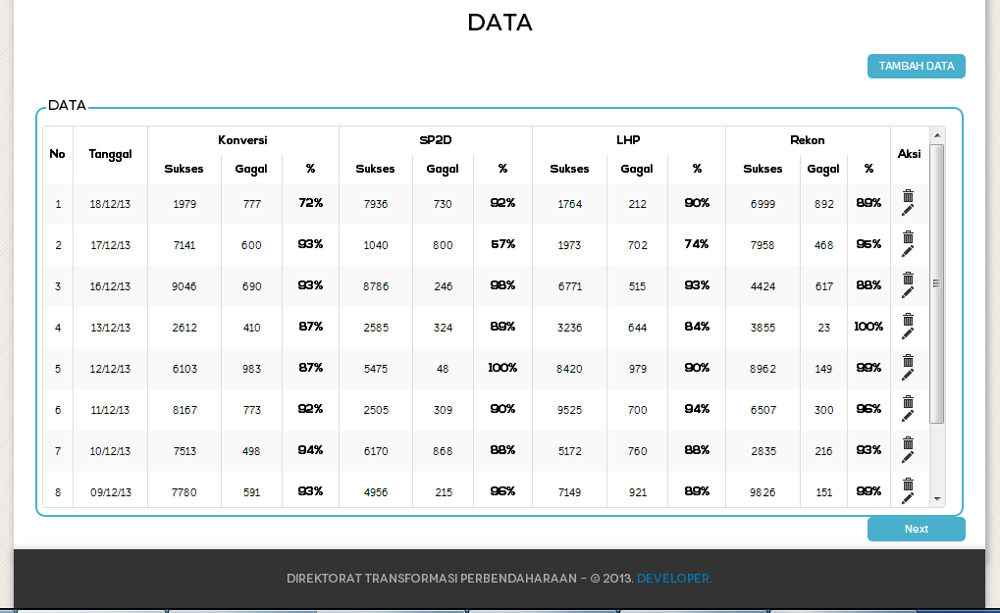 DATA
TAMBAH DATA
DATA
No Tanggal Konversi SP2D LHP Rekon Aksi
Sukses Gagal % Sukses Gagal % Sukses Gagal % Sukses Gagal %
1 18/12/13 1979 777 72% 7936 730 92% 1764 212 90% 6999 892 89%
2 17/12/13 7141 600 93% 1040 800 57% 1973 702 74% 7958 468 95%
3 16/12/13 9046 690 93% 8786 246 98% 6771 515 93% 4424 617 88%
4 13/12/13 2612 410 87% 2585 324 89% 3236 644 84% 3855 23 100%
5 12/12/13 6103 983 87% 5475 48 100% 8420 979 90% 8962 149 99%
6 11/12/13 8167 773 92% 2505 309 90% 9525 700 94% 6507 300 96%
7 10/12/13 7513 498 94% 6170 868 88% 5172 760 88% 2835 216 93%
8 09/12/13 7780 591 93% 4956 215 96% 7149 921 89% 9826 151 99%
Next
DIREKTORAT TRANSFORMASI PERBENDAHARAAN - © 2013. DEVELOPER.